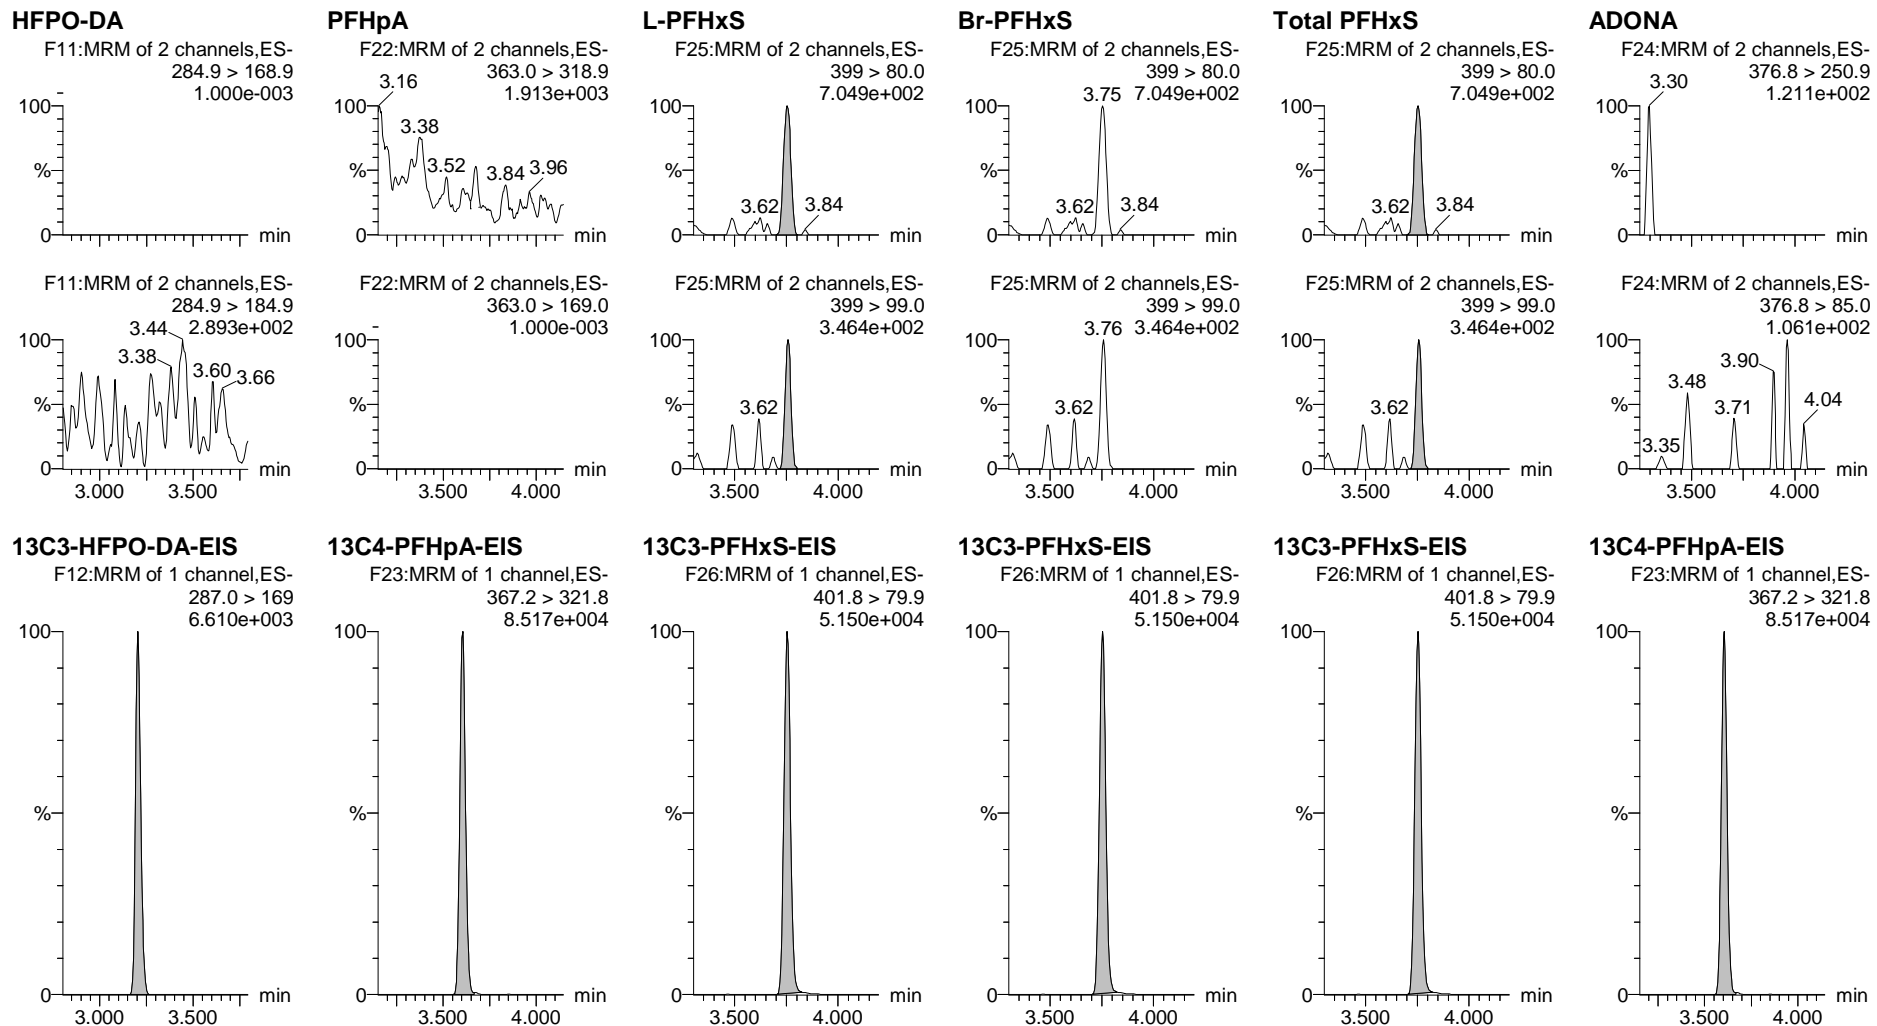 HFPO-DA
F11:MRM of 2 channels,ES-
284.9 > 168.9
1.000e-003
100
%
0
min
F11:MRM of 2 channels,ES-
284.9 > 184.9
2.893e+002
3.44
3.38
3.60
3.66
100
%
0
min
3.000 3.500
PFHpA
F22:MRM of 2 channels,ES-
363.0 > 318.9
1.913e+003
3.16
3.38
3.52
3.84
3.96
100
%
0
min
F22:MRM of 2 channels,ES-
363.0 > 169.0
1.000e-003
100
%
0
min
3.500 4.000
L-PFHxS
F25:MRM of 2 channels,ES-
399 > 80.0
7.049e+002
100
%
3.62
3.84
0
min
F25:MRM of 2 channels,ES-
399 > 99.0
3.464e+002
100
%
3.62
0
min
3.500 4.000
Br-PFHxS
F25:MRM of 2 channels,ES-
399 > 80.0
3.75 7.049e+002
100
%
3.62
3.84
0
min
F25:MRM of 2 channels,ES-
399 > 99.0
3.76 3.464e+002
100
%
3.62
0
min
3.500 4.000
Total PFHxS
F25:MRM of 2 channels,ES-
399 > 80.0
7.049e+002
100
%
3.62
3.84
0
min
F25:MRM of 2 channels,ES-
399 > 99.0
3.464e+002
100
%
3.62
0
min
3.500 4.000
ADONA
F24:MRM of 2 channels,ES-
376.8 > 250.9
3.30
1.211e+002
100
%
0
min
F24:MRM of 2 channels,ES-
376.8 > 85.0
1.061e+002
100
3.90
3.48
%
3.71
4.04
3.35
0
min
3.500 4.000
13C3-HFPO-DA-EIS
F12:MRM of 1 channel,ES-
287.0 > 169
6.610e+003
100
%
0
min
3.000 3.500
13C4-PFHpA-EIS
F23:MRM of 1 channel,ES-
367.2 > 321.8
8.517e+004
100
%
0
min
3.500 4.000
13C3-PFHxS-EIS
F26:MRM of 1 channel,ES-
401.8 > 79.9
5.150e+004
100
%
0
min
3.500 4.000
13C3-PFHxS-EIS
F26:MRM of 1 channel,ES-
401.8 > 79.9
5.150e+004
100
%
0
min
3.500 4.000
13C3-PFHxS-EIS
F26:MRM of 1 channel,ES-
401.8 > 79.9
5.150e+004
100
%
0
min
3.500 4.000
13C4-PFHpA-EIS
F23:MRM of 1 channel,ES-
367.2 > 321.8
8.517e+004
100
%
0
min
3.500 4.000